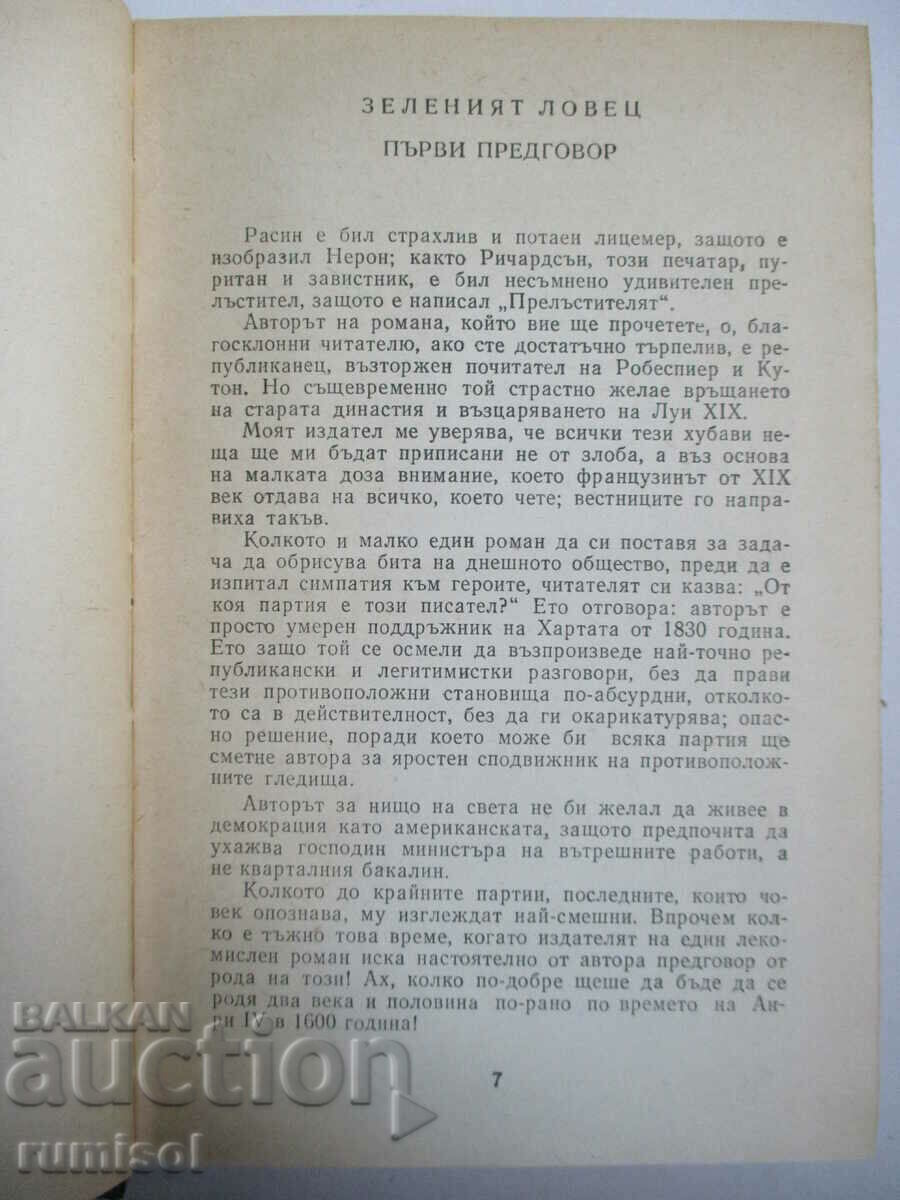 ЗЕЛЕНИЯТ ЛОВЕЦ
ПЪРВИ ПРЕДГОВОР
Расин е бил страхлив и потаен лицемер, защото е
изобразил Нерон; както Ричардсън, този печатар, пу-
ритан и завистник, е бил несъмнено удивителен пре-
лъстител, защото е написал „Прелъстителят“.
Авторът на романа, който вие ще прочетете, о, бла-
госклонни читателю, ако сте достатъчно търпелив, е ре-
публиканец, възторжен почитател на Робеспиер и Ку-
тон. Но същевременно той страстно желае връщането
на старата династия и възцаряването на Луи XIX.
Моят издател ме уверява, че всички тези хубави не-
ща ще ми бъдат приписани не от злоба, а въз основа
на малката доза внимание, което французинът от XIX
век отдава на всичко, което чете; вестниците го напра-
виха такъв.
Колкото и малко един роман да си поставя за зада-
ча да обрисува бита на днешното общество, преди да е
изпитал симпатия към героите, читателят си казва: „От
коя партия е този писател?“ Ето отговора: авторът е
просто умерен поддръжник на Хартата от 1830 година.
Ето защо той се осмели да възпроизведе най-точно ре-
публикански и легитимистки разговори, без да прави
тези противоположни становища по-абсурдни, отколко-
то са в действителност, без да ги окарикатурява; опас-
но решение, поради което може би всяка партия ще
сметне автора за яростен сподвижник на противополож-
ните гледища.
Авторът за нищо на света не би желал да живее в
демокрация като американската, защото предпочита да
ухажва господин министъра на вътрешните работи, а
не кварталния бакалин.
Колкото до крайните партии, последните, които чо-
век опознава, му изглеждат най-смешни. Впрочем кол-
ко е тъжно това време, когато издателят на един леко-
мислен роман иска настоятелно от автора предговор от
рода на този! Ах, колко по-добре щеше да бъде да се
родя два века и половина по-рано по времето на Ан-
ри IV в 1600 година!
7
BALKAN
auction
rumisol